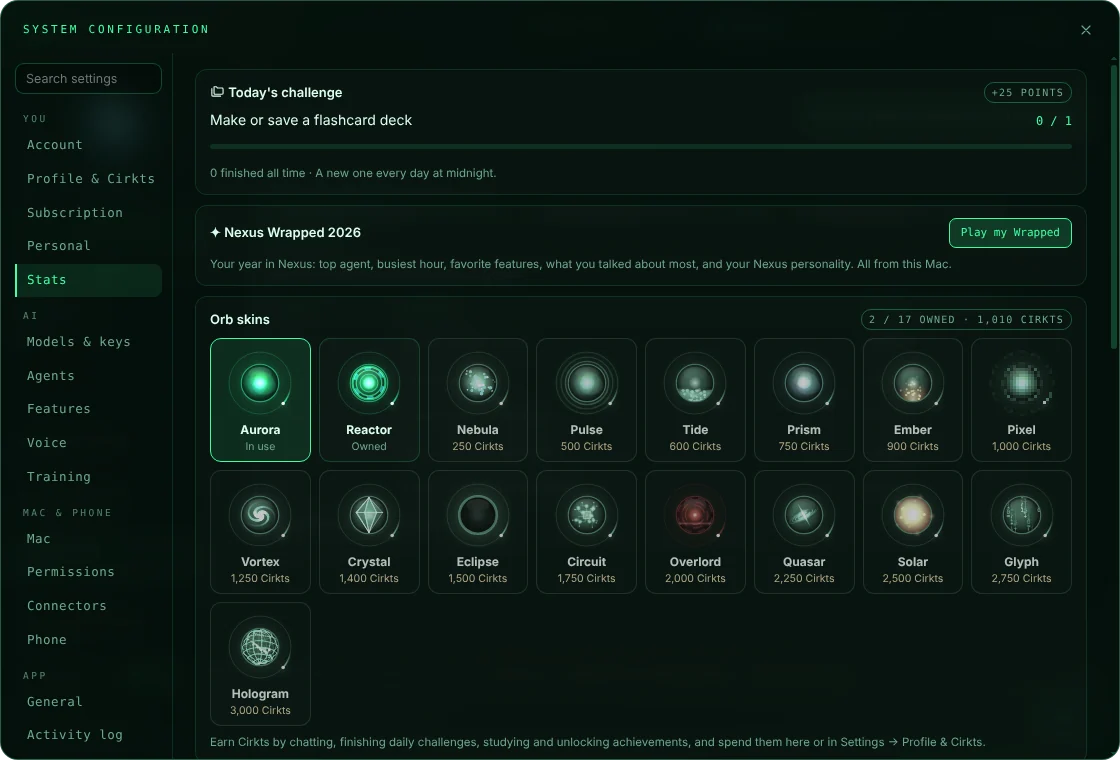 SYSTEM CONFIGURATION
Search settings
YOU
Account
Profile & Cirkts
Subscription
Personal
Stats
AI
Models & keys
Agents
Features
Voice
Training
MAC & PHONE
Mac
Permissions
Connectors
Phone
APP
General
Activity log
Today's challenge
+25 POINTS
Make or save a flashcard deck
0 / 1
0 finished all time · A new one every day at midnight.
✦ Nexus Wrapped 2026
Play my Wrapped
Your year in Nexus: top agent, busiest hour, favorite features, what you talked about most, and your Nexus personality. All from this Mac.
Orb skins
2 / 17 OWNED · 1,010 CIRKTS
Aurora
In use
Reactor
Owned
Nebula
250 Cirkts
Pulse
500 Cirkts
Tide
600 Cirkts
Prism
750 Cirkts
Ember
900 Cirkts
Pixel
1,000 Cirkts
Vortex
1,250 Cirkts
Crystal
1,400 Cirkts
Eclipse
1,500 Cirkts
Circuit
1,750 Cirkts
Overlord
2,000 Cirkts
Quasar
2,250 Cirkts
Solar
2,500 Cirkts
Glyph
2,750 Cirkts
Hologram
3,000 Cirkts
Earn Cirkts by chatting, finishing daily challenges, studying and unlocking achievements, and spend them here or in Settings → Profile & Cirkts.